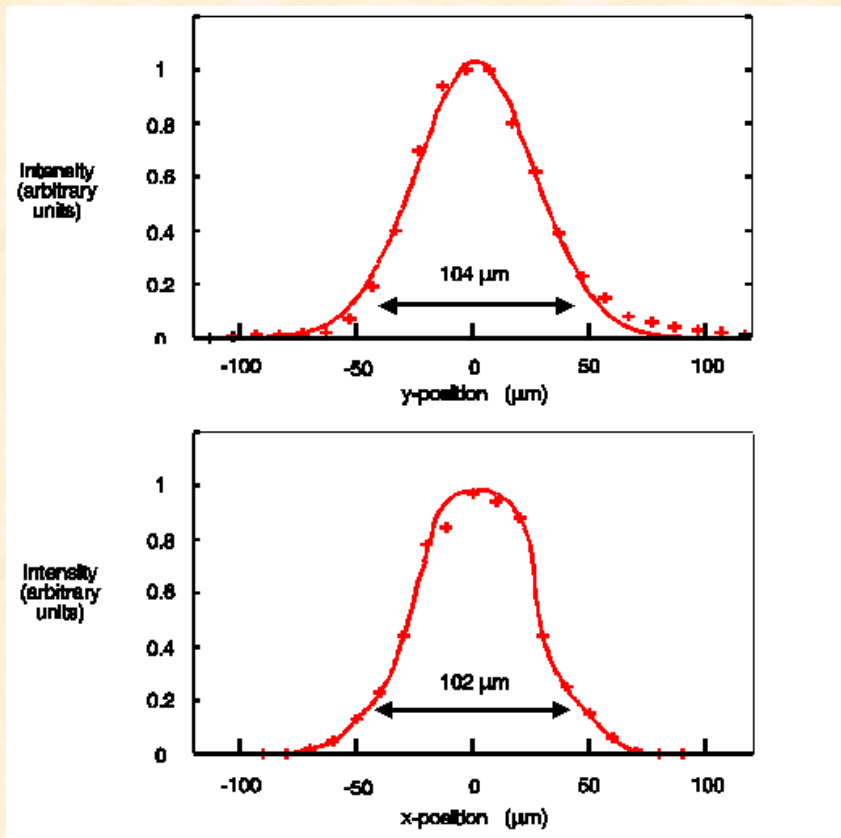 1
0.8
Intensity
(arbitrary
units)
0.6
0.4
104 μm
0.2
0
-100
-50
0
50
100
y-position (μm)
1
0.8
Intensity
(arbitrary
units)
0.6
0.4
102 μm
0.2
0
-100
-50
0
50
100
x-position (μm)